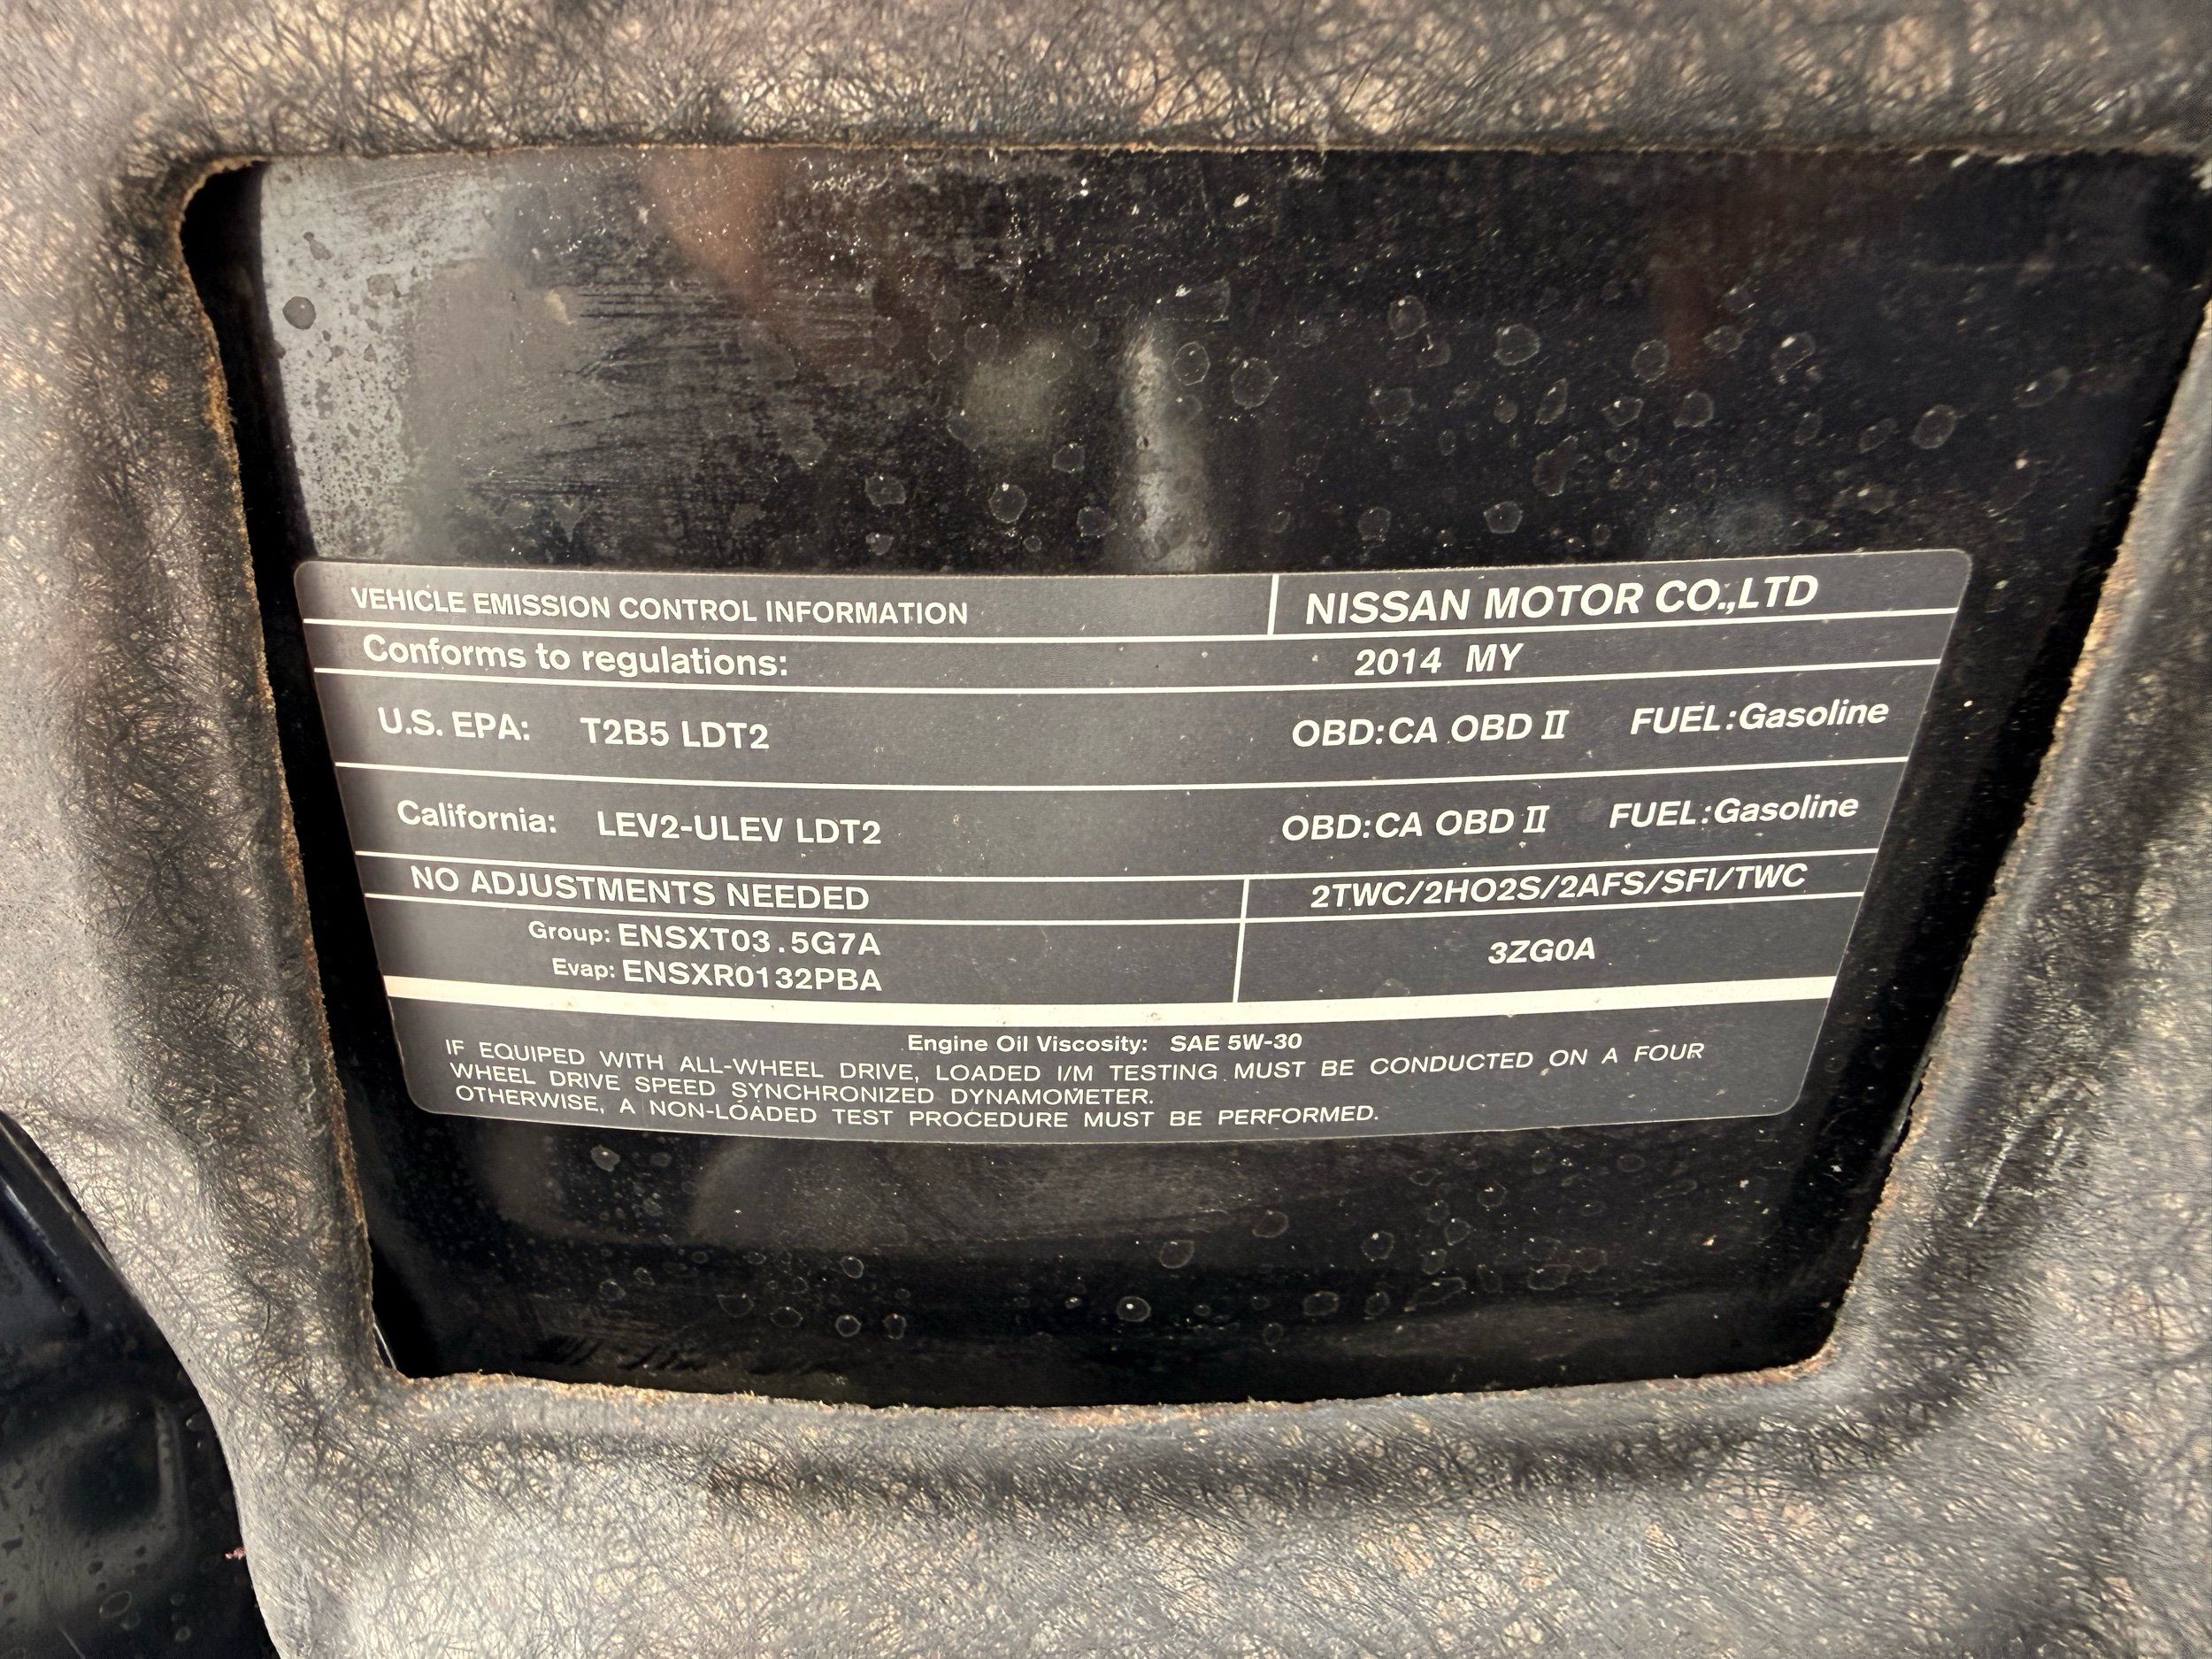 VEHICLE EMISSION CONTROL INFORMATION NISSAN MOTOR CO.,LTD
Conforms to regulations: 2014 MY
U.S. EPA: T2B5 LDT2 OBD:CA OBD II FUEL:Gasoline
California: LEV2-ULEV LDT2 OBD:CA OBD II FUEL:Gasoline
NO ADJUSTMENTS NEEDED 2TWC/2HO2S/2AFS/SFI/TWC
Group: ENSXT03.5G7A
Evap: ENSXR0132PBA
3ZG0A
Engine Oil Viscosity: SAE 5W-30
IF EQUIPED WITH ALL-WHEEL DRIVE, LOADED I/M TESTING MUST BE CONDUCTED ON A FOUR
WHEEL DRIVE SPEED SYNCHRONIZED DYNAMOMETER.
OTHERWISE, A NON-LOADED TEST PROCEDURE MUST BE PERFORMED.